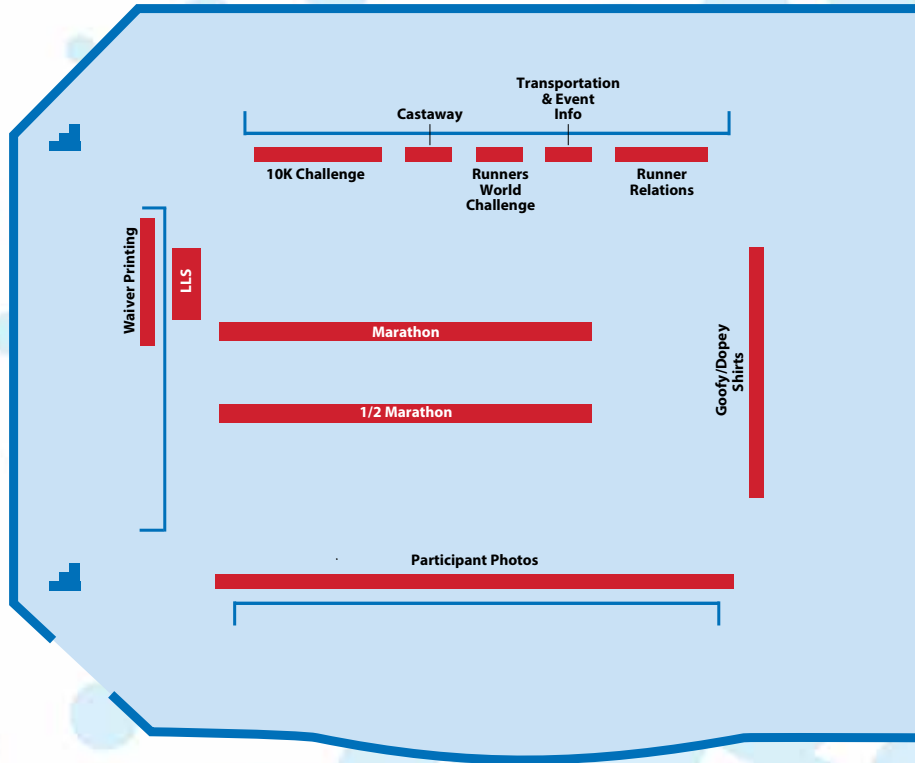 Transportation
& Event
Info
Castaway
10K Challenge
Runners
World
Challenge
Runner
Relations
Waiver Printing
LLS
Marathon
1/2 Marathon
Goofy/Dopey
Shirts
Participant Photos